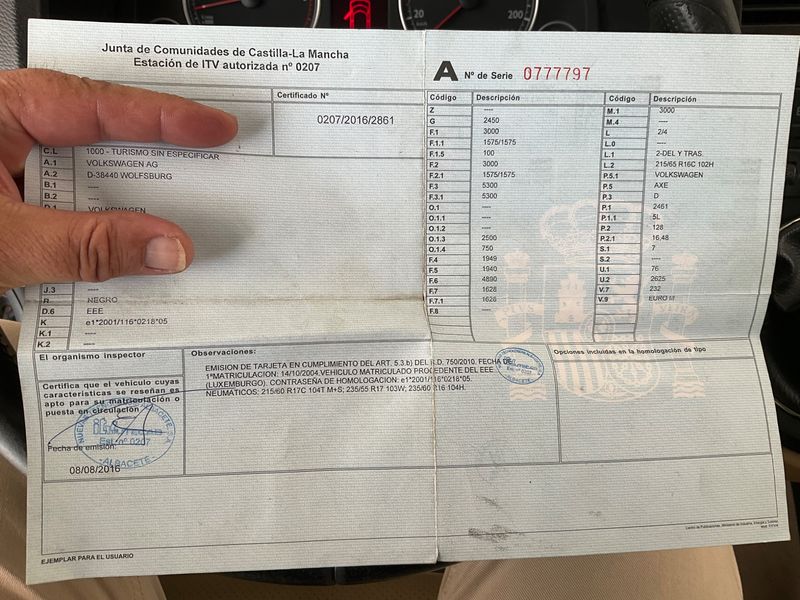 20
200
Junta de Comunidades de Castilla-La Mancha
Estación de ITV autorizada nº 0207
A Nº de Serie 0777797
Certificado Nº
0207/2016/2861
C.L 1000 - TURISMO SIN ESPECIFICAR
A.1 VOLKSWAGEN AG
A.2 D-38440 WOLFSBURG
B.1 ----
B.2 ----
D.1 VOLKSWAGEN
J.3 ----
R NEGRO
D.6 EEE
K e1*2001/116*0218*05
K.1 ----
K.2
Código Descripción
Z ----
G 2450
F.1 3000
F.1.1 1575/1575
F.1.5 100
F.2 3000
F.2.1 1575/1575
F.3 5300
F.3.1 5300
O.1 ----
O.1.1 ----
O.1.2 ----
O.1.3 2500
O.1.4 750
F.4 1949
F.5 1940
F.6 4890
F.7 1628
F.7.1 1628
F.8 ----
Código Descripción
M.1 3000
M.4 ----
L 2/4
L.0 ----
L.1 2-DEL Y TRAS.
L.2 215/65 R16C 102H
P.5.1 VOLKSWAGEN
P.5 AXE
P.3 D
P.1 2461
P.1.1 5L
P.2 128
P.2.1 16,48
S.1 7
S.2 ----
U.1 76
U.2 2625
V.7 232
V.9 EURO III
El organismo inspector
Certifica que el vehículo cuyas
características se reseñan es
apto para su matriculación o
puesta en circulación
Est. nº 0207
- ALBACETE -
Fecha de emisión:
08/08/2016
Observaciones:
EMISION DE TARJETA EN CUMPLIMIENTO DEL ART. 5.3.b) DEL R.D. 750/2010. FECHA DE
1ªMATRICULACION: 14/10/2004.VEHICULO MATRICULADO PROCEDENTE DEL EEE
(LUXEMBURGO). CONTRASEÑA DE HOMOLOGACION: e1*2001/116*0218*05.
NEUMATICOS: 215/60 R17C 104T M+S; 235/55 R17 103W; 235/60 R16 104H.
ALBACETE
Opciones incluidas en la homologación de tipo
EJEMPLAR PARA EL USUARIO